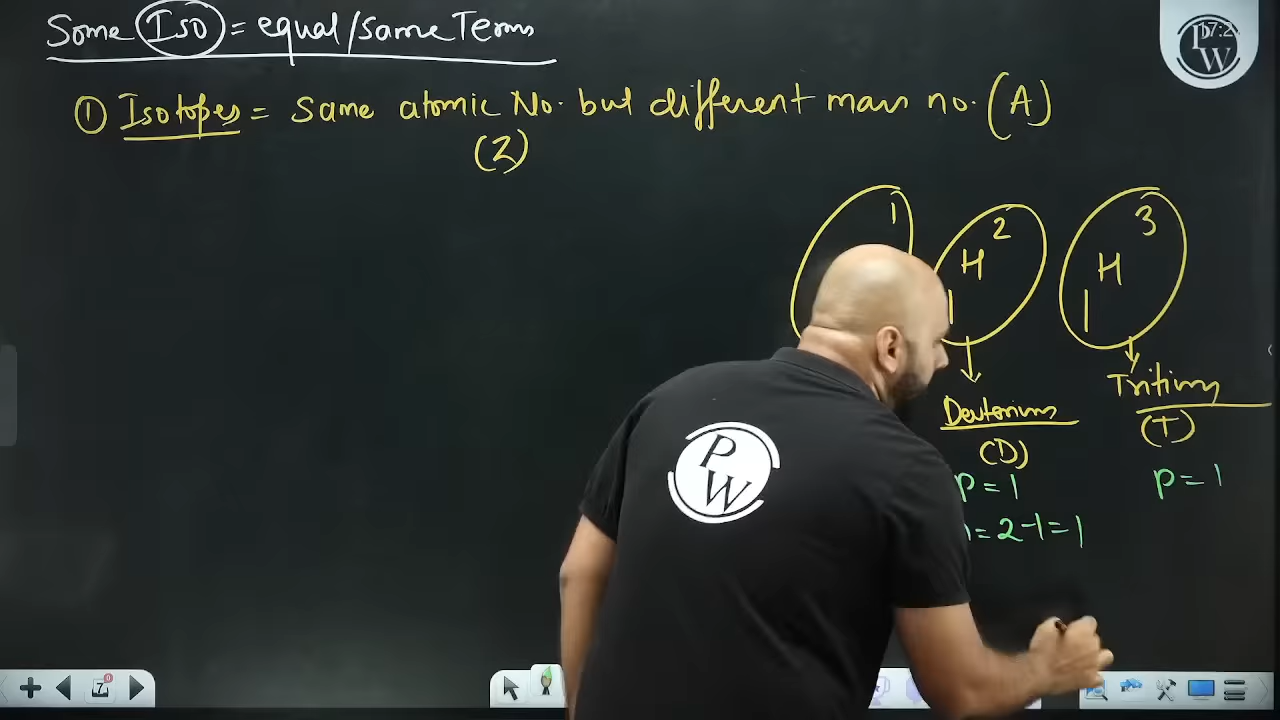 Some Iso = equal/same Terms
① Isotopes = Same atomic No. but different mass no. (A)
(Z)
1
H 2
1
H 3
1
Deuterium
(D)
P = 1
= 2-1 = 1
Tritium
(T)
P = 1
PW
PW
7